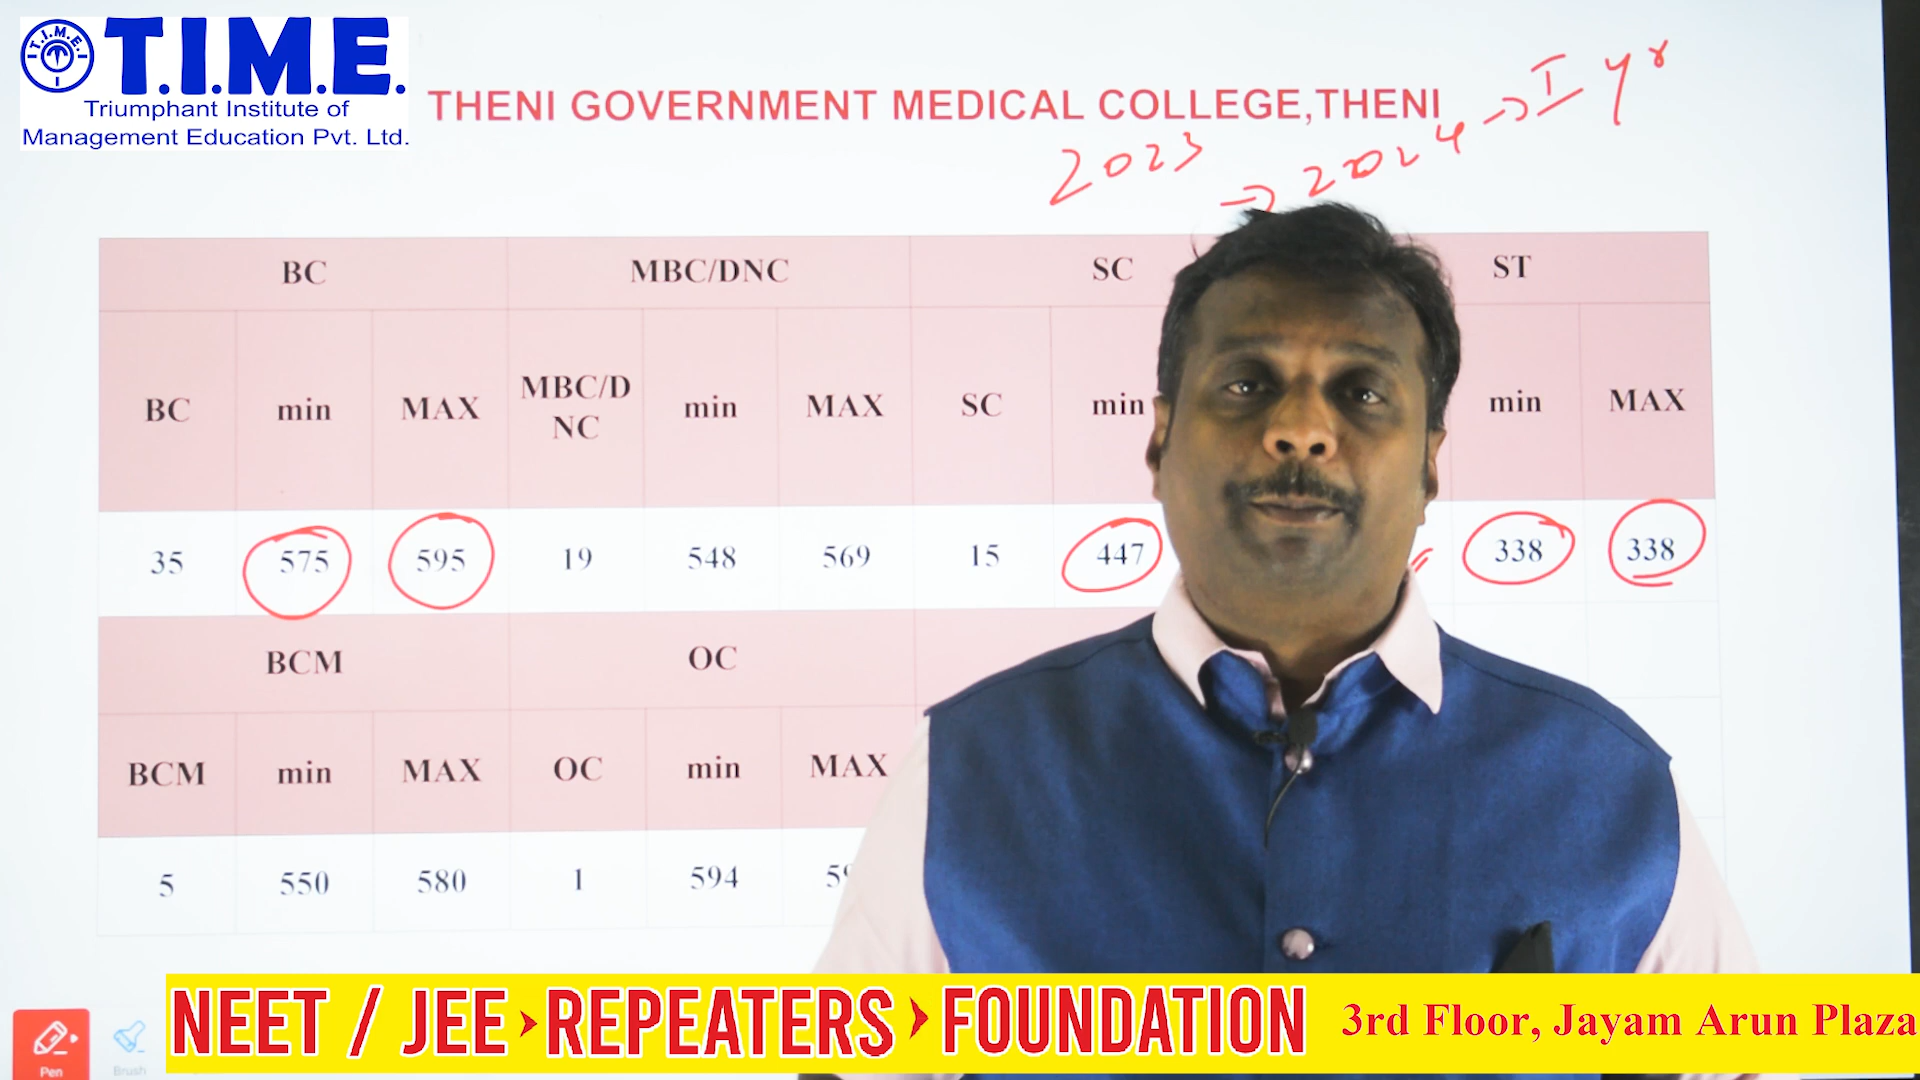 T.I.M.E.
T.I.M.E.
Triumphant Institute of
Management Education Pvt. Ltd.
THENI GOVERNMENT MEDICAL COLLEGE,THENI
2023 → 2024 → I yr
BC MBC/DNC SC ST
BC min MAX MBC/D
NC min MAX SC min min MAX
35 575 595 19 548 569 15 447 338 338
BCM OC
BCM min MAX OC min MAX
5 550 580 1 594
NEET / JEE > REPEATERS > FOUNDATION 3rd Floor, Jayam Arun Plaza
Pen Brush